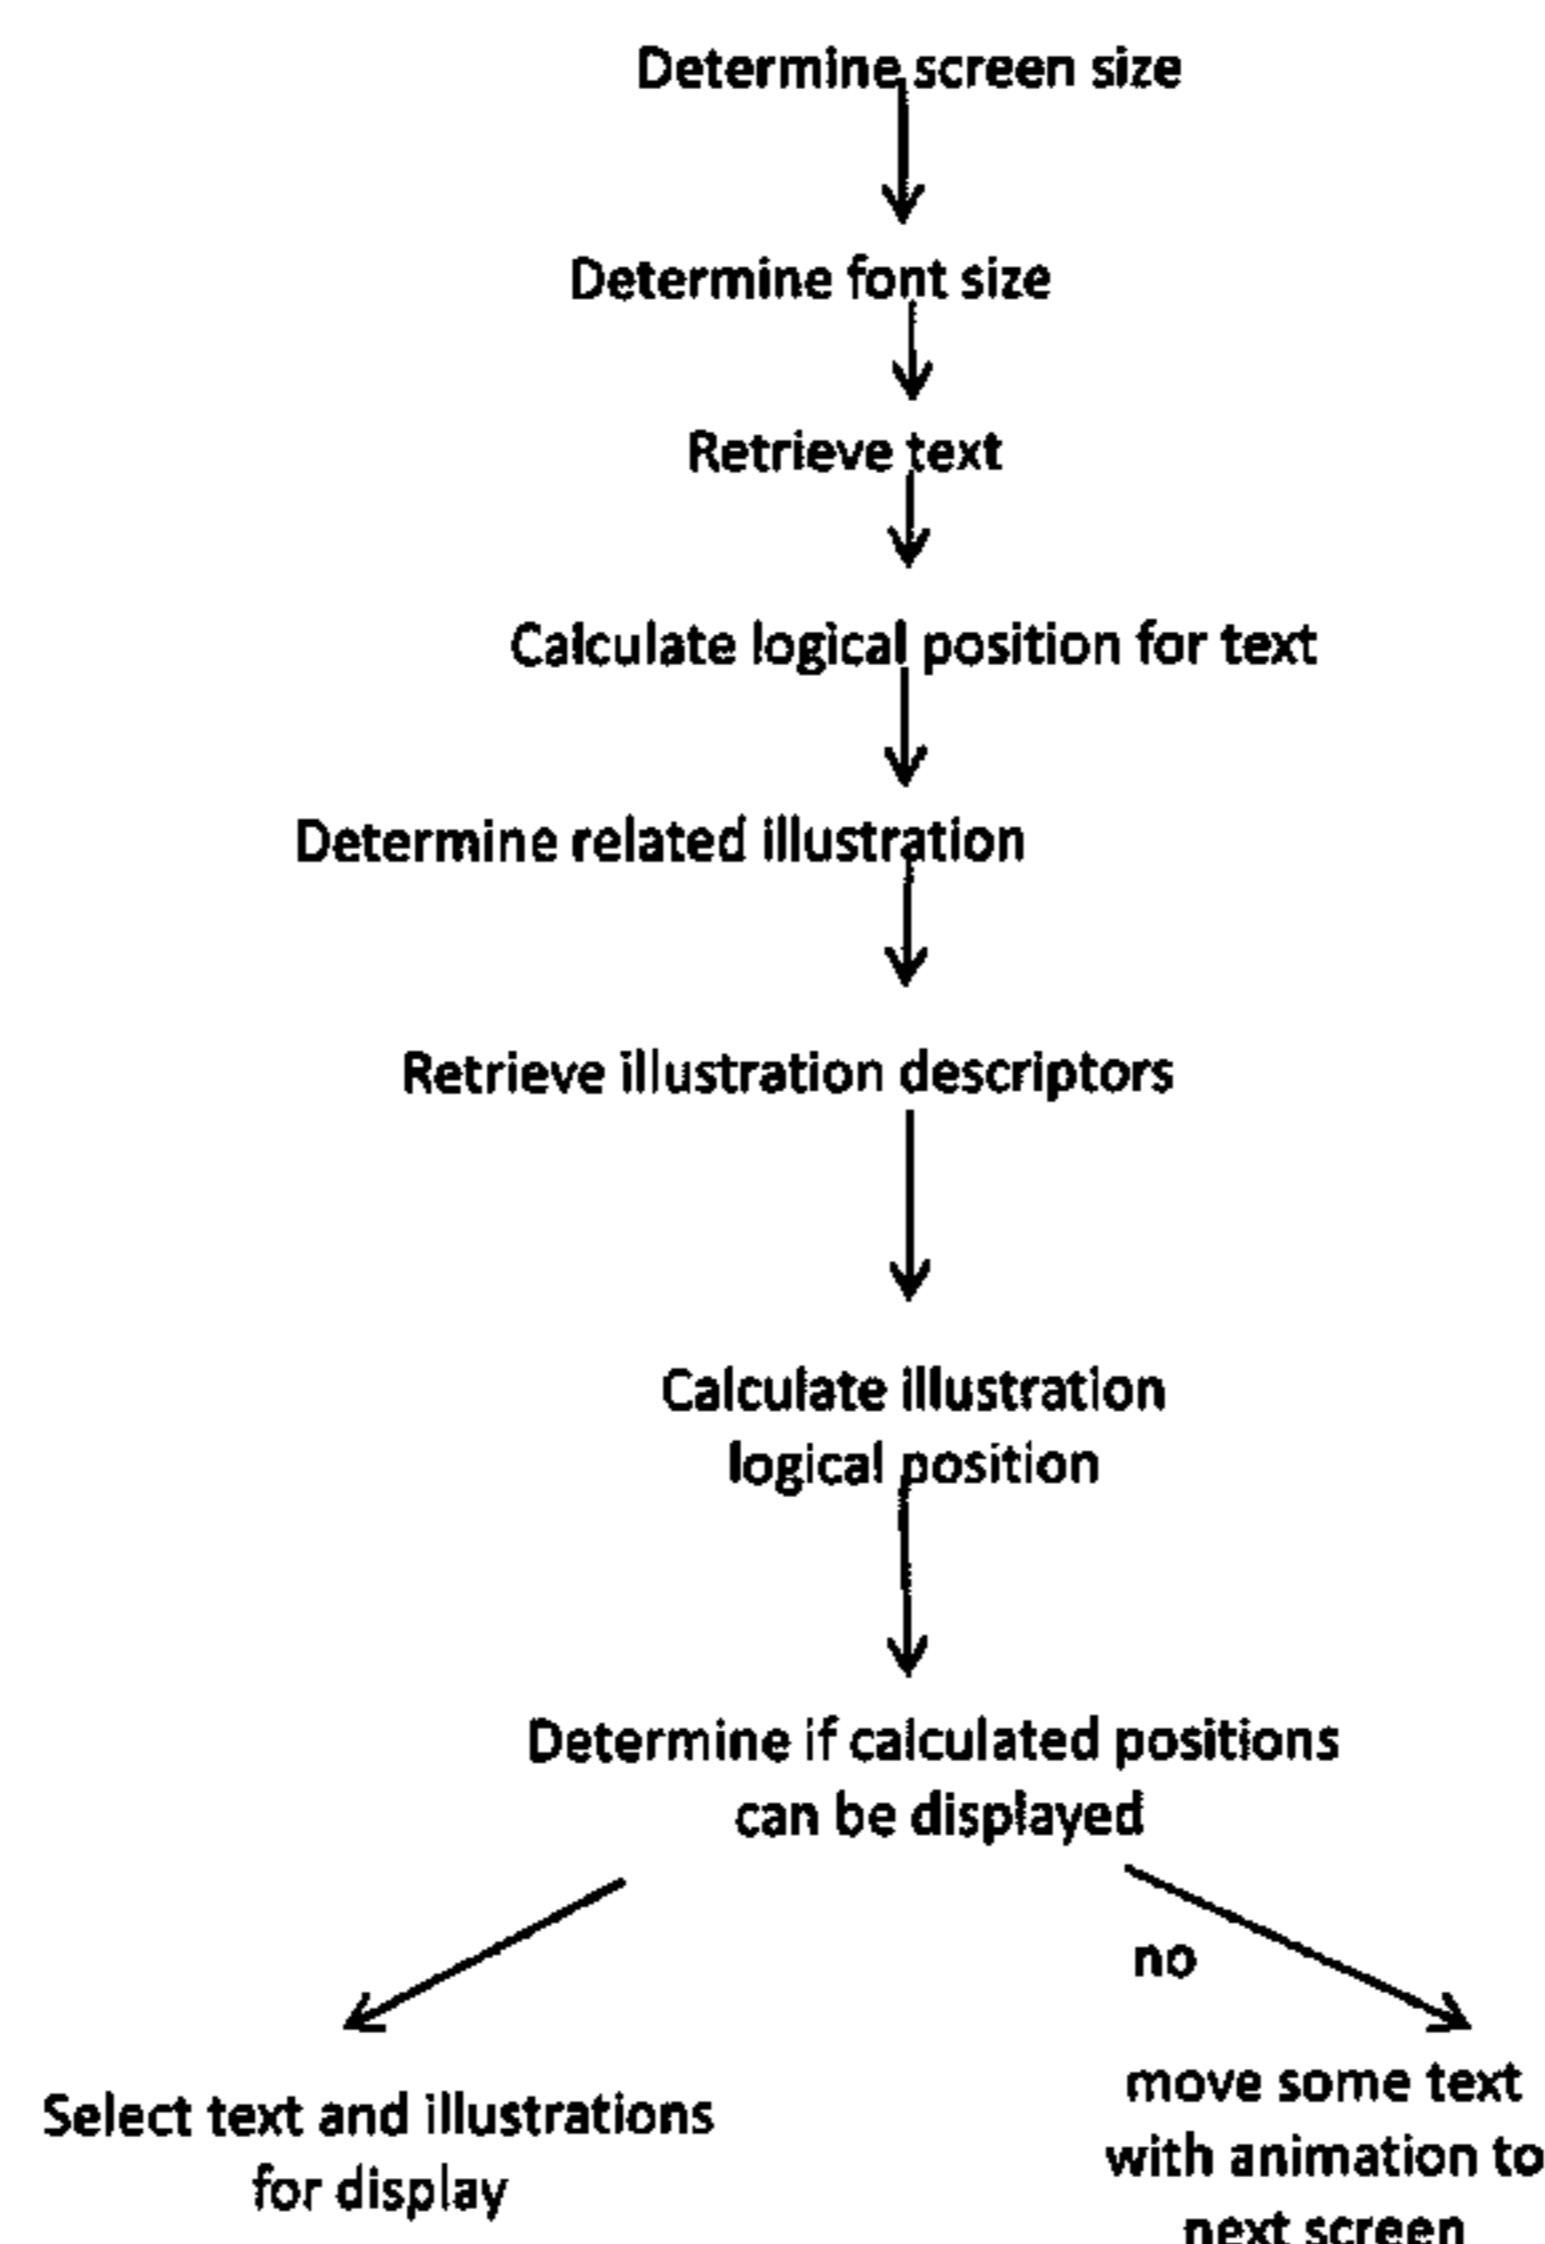 Determine screen size
Determine font size
Retrieve text
Calculate logical position for text
Determine related illustration
Retrieve illustration descriptors
Calculate illustration
logical position
Determine if calculated positions
can be displayed
no
Select text and illustrations
for display
move some text
with animation to
next screen